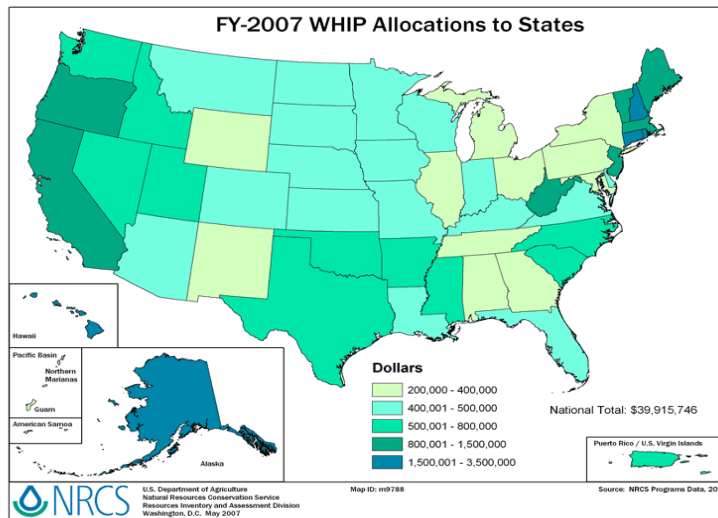 FY-2007 WHIP Allocations to States
Hawaii
Pacific Basin
Northern
Marianas
Guam
American Samoa
Alaska
Dollars
200,000 - 400,000
400,001 - 500,000
500,001 - 800,000
800,001 - 1,500,000
1,500,001 - 3,500,000
National Total: $39,915,746
Puerto Rico / U.S. Virgin Islands
NRCS
U.S. Department of Agriculture
Natural Resources Conservation Service
Resources Inventory and Assessment Division
Washington, D.C. May 2007
Map ID: m9788
Source: NRCS Programs Data, 20